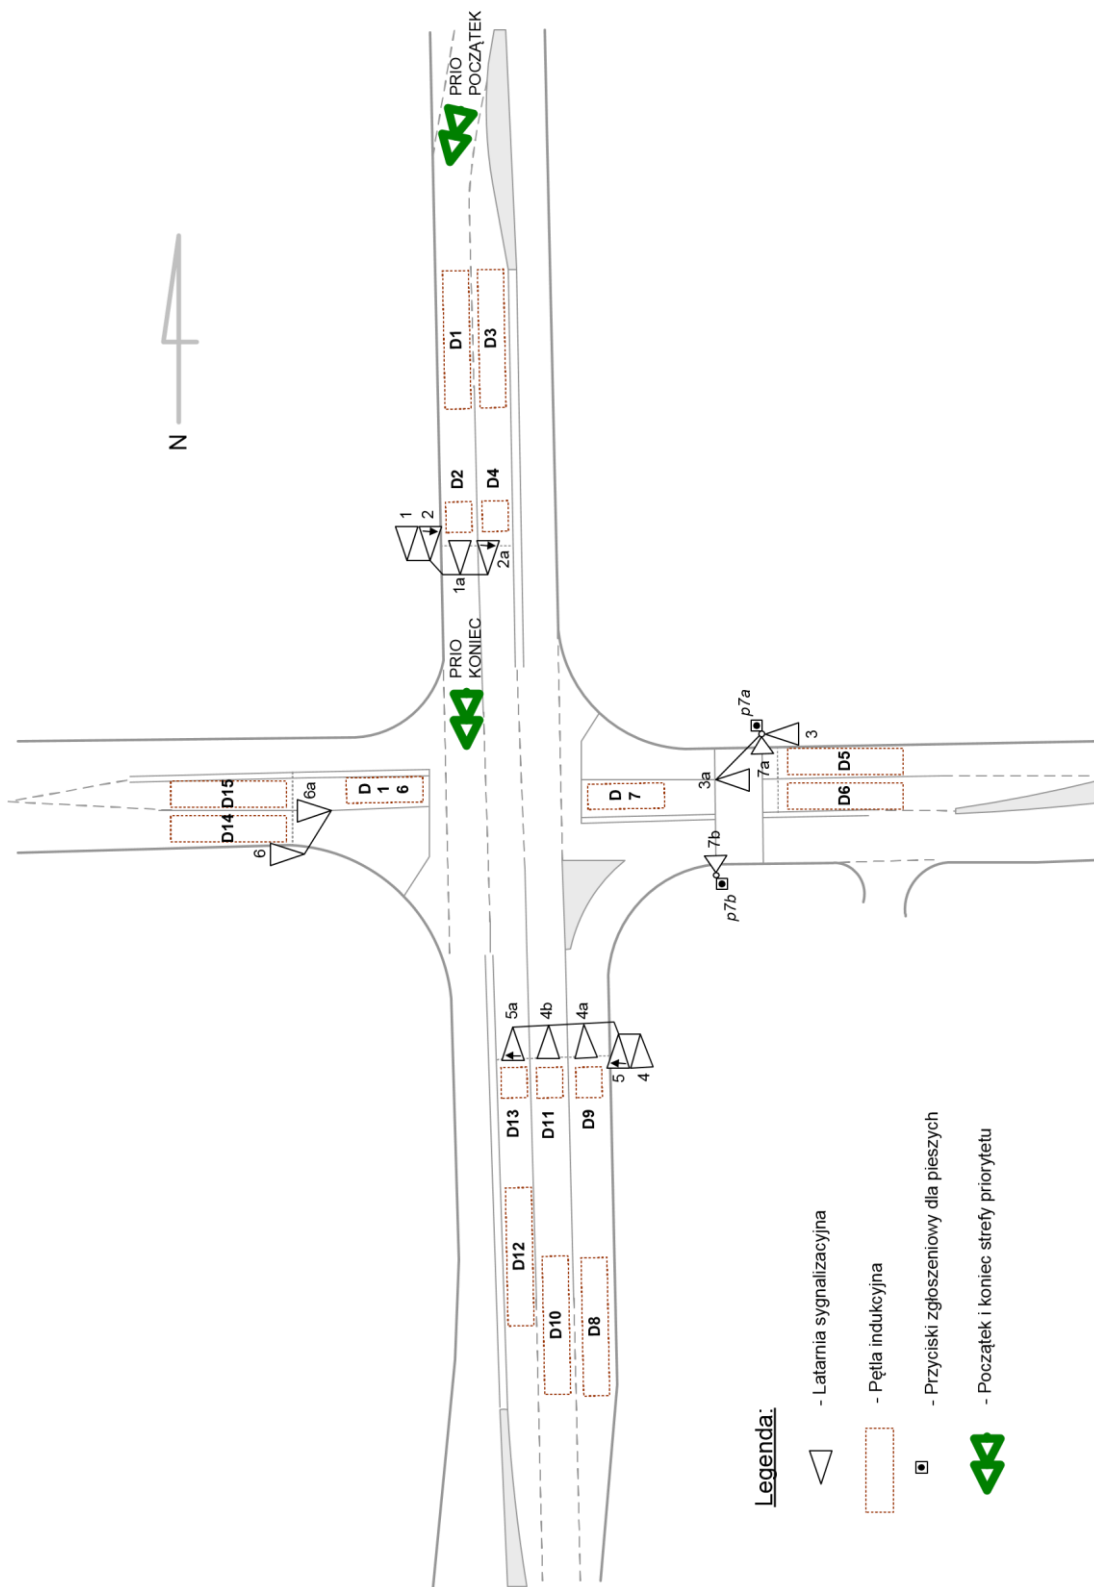 PRIO
POCZĄTEK
N
D1
D3
D2
D4
1
2
1a
2a
PRIO
KONIEC
D15
D14
6a
6
D
1
6
D
7
3a
7a
p7a
3
D5
D6
7b
p7b
5a
4b
4a
5
4
D13
D11
D9
D12
D10
D8
Legenda:
- Latarnia sygnalizacyjna
- Pętla indukcyjna
- Przyciski zgłoszeniowy dla pieszych
- Początek i koniec strefy priorytetu